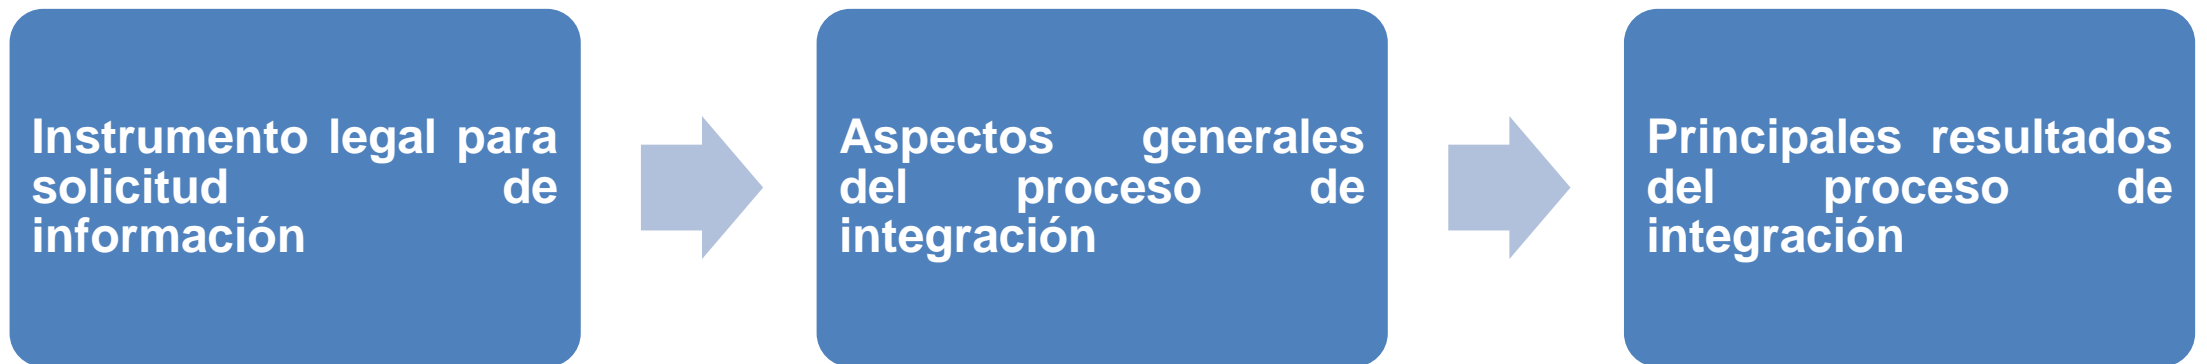 Instrumento legal para
solicitud de
información
Aspectos generales
del proceso de
integración
Principales resultados
del proceso de
integración